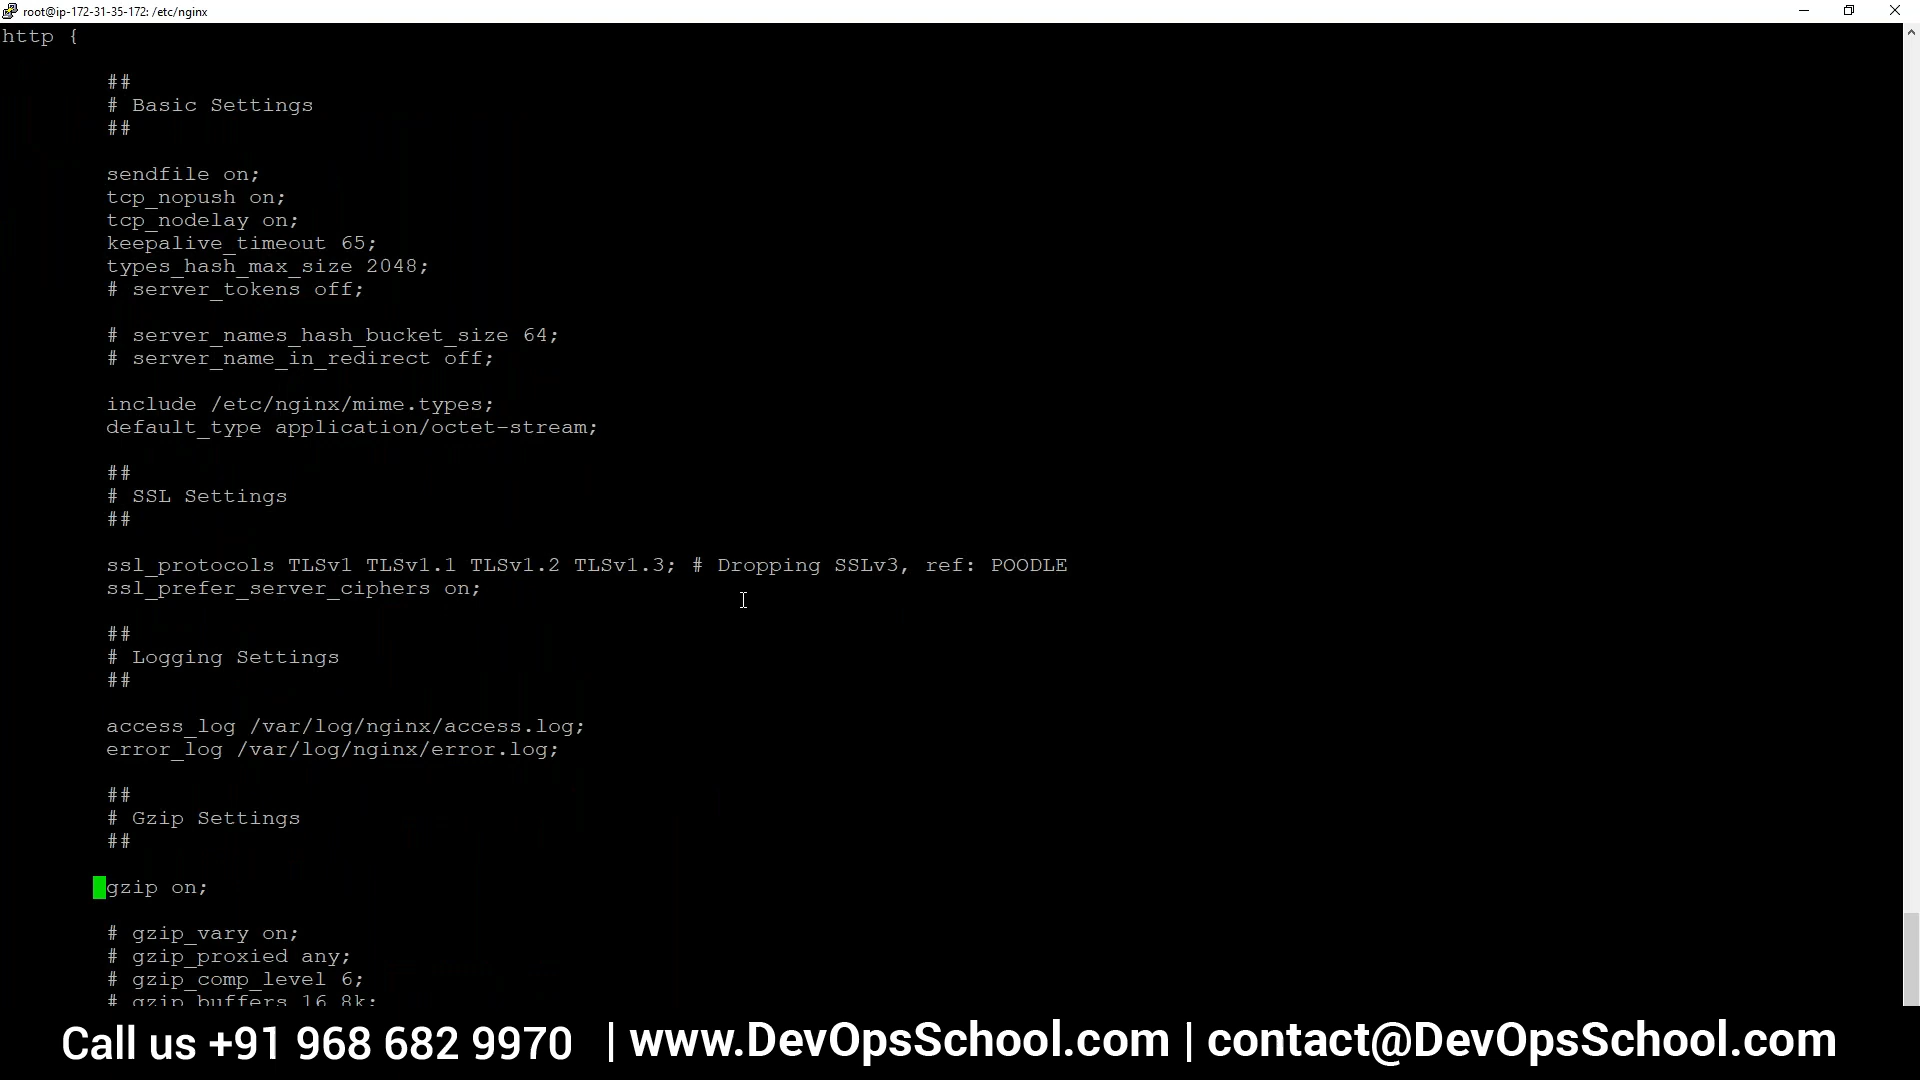 root@ip-172-31-35-172: /etc/nginx
http {
##
# Basic Settings
##
sendfile on;
tcp_nopush on;
tcp_nodelay on;
keepalive_timeout 65;
types_hash_max_size 2048;
# server_tokens off;
# server_names_hash_bucket_size 64;
# server_name_in_redirect off;
include /etc/nginx/mime.types;
default_type application/octet-stream;
##
# SSL Settings
##
ssl_protocols TLSv1 TLSv1.1 TLSv1.2 TLSv1.3; # Dropping SSLv3, ref: POODLE
ssl_prefer_server_ciphers on;
##
# Logging Settings
##
access_log /var/log/nginx/access.log;
error_log /var/log/nginx/error.log;
##
# Gzip Settings
##
gzip on;
# gzip_vary on;
# gzip_proxied any;
# gzip_comp_level 6;
# gzip_buffers 16 8k;
Call us +91 968 682 9970 | www.DevOpsSchool.com | contact@DevOpsSchool.com